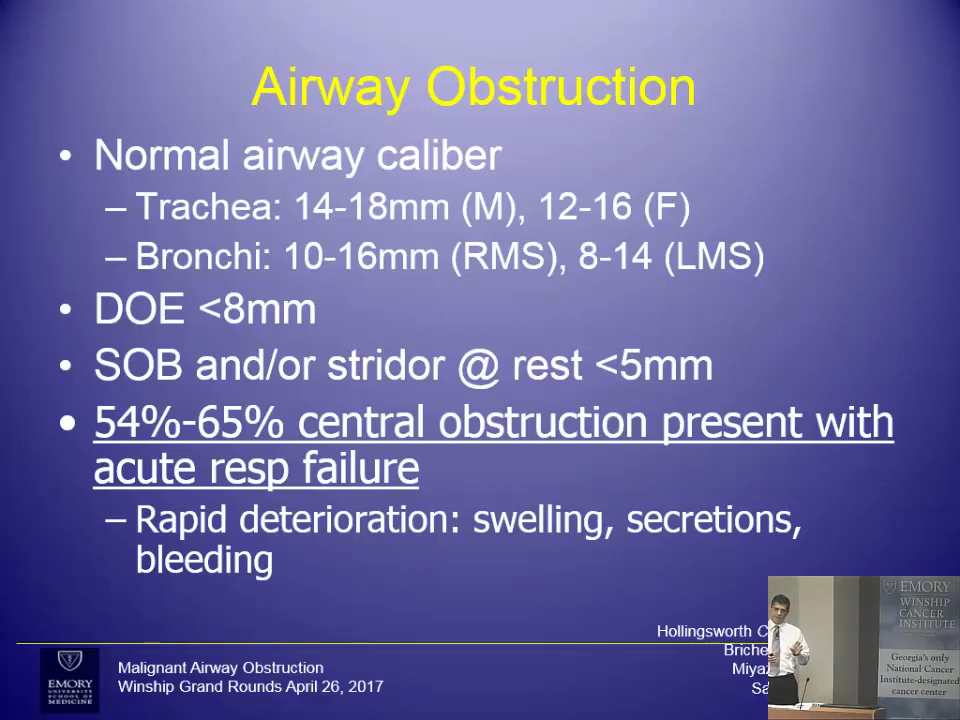 Airway Obstruction
• Normal airway caliber
– Trachea: 14-18mm (M), 12-16 (F)
– Bronchi: 10-16mm (RMS), 8-14 (LMS)
• DOE <8mm
• SOB and/or stridor @ rest <5mm
• 54%-65% central obstruction present with
acute resp failure
– Rapid deterioration: swelling, secretions,
bleeding
Hollingsworth
Malignant Airway Obstruction
Winship Grand Rounds April 26, 2017
EMORY
UNIVERSITY
SCHOOL OF
MEDICINE
EMORY
WINSHIP
CANCER
INSTITUTE
Georgia's only
National Cancer
Institute-designated
cancer center